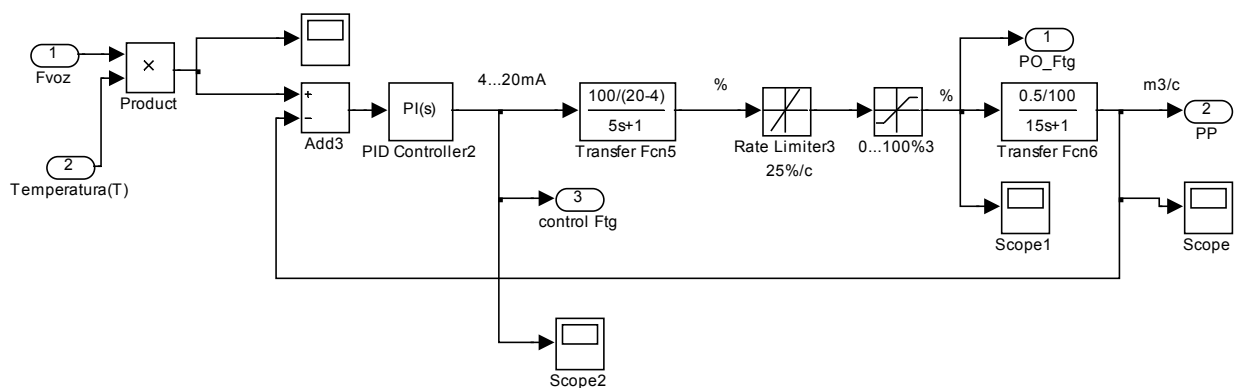 1
Fvoz
×
Product
2
Temperatura(T)
+
−
Add3
PI(s)
PID Controller2
4...20mA
100/(20-4)
5s+1
Transfer Fcn5
%
Rate Limiter3
25%/c
0...100%3
%
1
PO_Ftg
0.5/100
15s+1
Transfer Fcn6
m3/c
2
PP
3
control Ftg
Scope1
Scope
Scope2